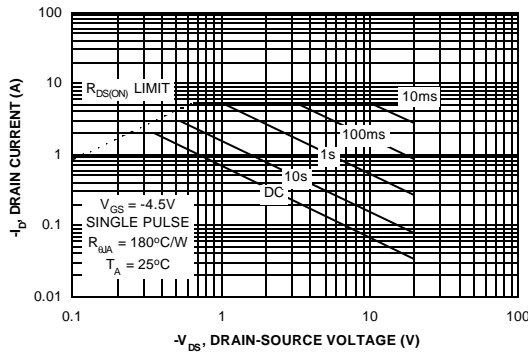 100
10
1
0.1
0.01
-I_D, DRAIN CURRENT (A)
R_DS(ON) LIMIT
10ms
100ms
1s
10s
DC
V_GS = -4.5V
SINGLE PULSE
R_θJA = 180°C/W
T_A = 25°C
0.1 1 10 100
-V_DS, DRAIN-SOURCE VOLTAGE (V)